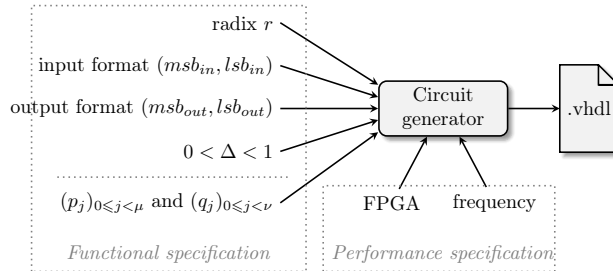 radix r
input format (msb_in, lsb_in)
output format (msb_out, lsb_out)
0 < Δ < 1
(p_j)_{0⩽j<μ} and (q_j)_{0⩽j<ν}
Functional specification
Circuit
generator
.vhdl
FPGA
frequency
Performance specification